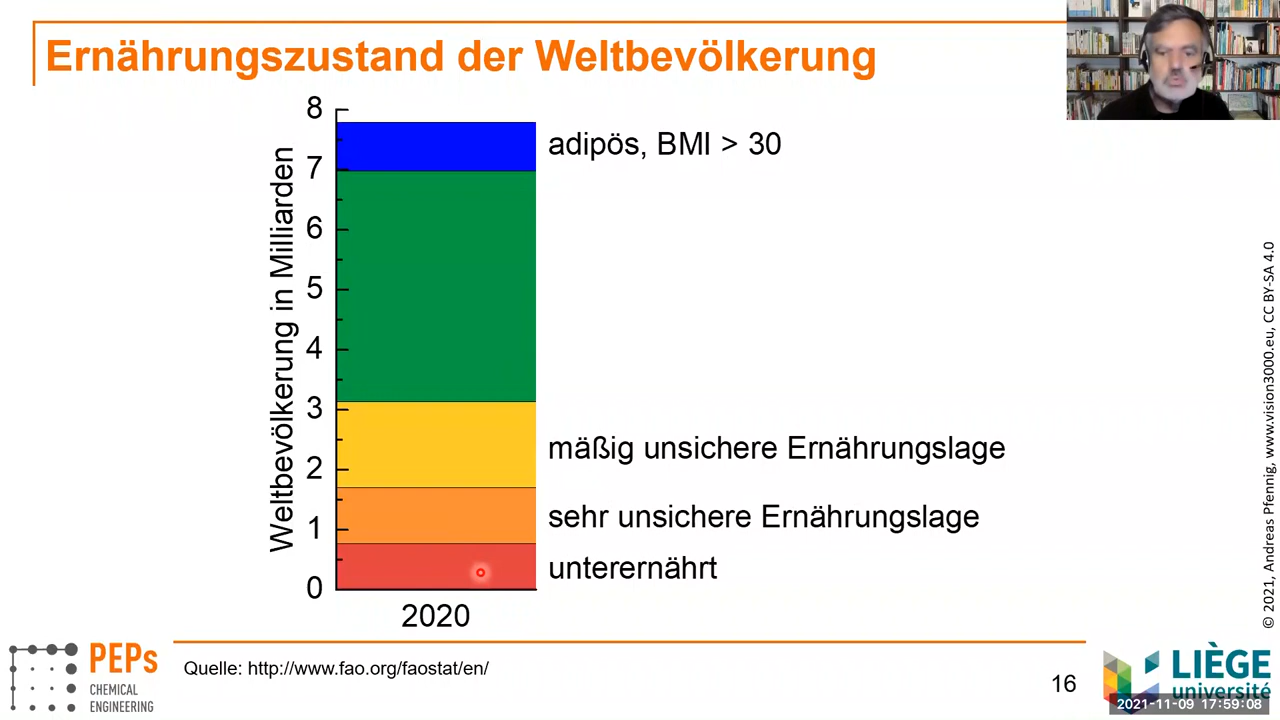 Ernährungszustand der Weltbevölkerung
Weltbevölkerung in Milliarden
8
7
6
5
4
3
2
1
0
adipös, BMI > 30
mäßig unsichere Ernährungslage
sehr unsichere Ernährungslage
unterernährt
2020
© 2021, Andreas Pfennig, www.vision3000.eu, CC BY-SA 4.0
PEPs
CHEMICAL
ENGINEERING
Quelle: http://www.fao.org/faostat/en/
16
LIÈGE
université
2021-11-09 17:59:08